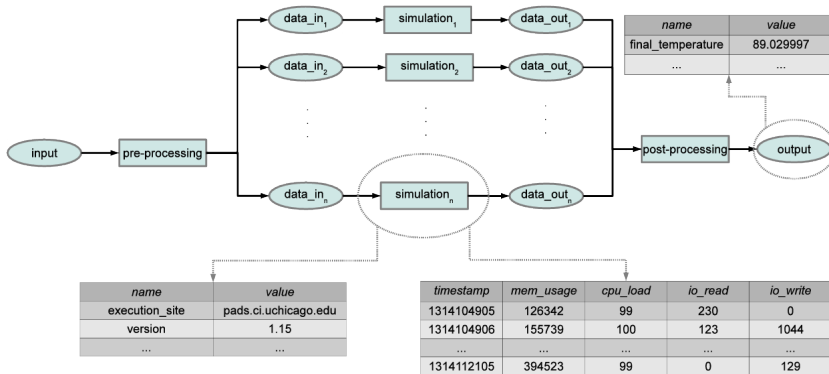 data_in1 simulation1 data_out1
name value
final_temperature 89.029997
... ...
data_in2 simulation2 data_out2
input pre-processing post-processing output
data_inn simulationn data_outn
name value
execution_site pads.ci.uchicago.edu
version 1.15
... ...
timestamp mem_usage cpu_load io_read io_write
1314104905 126342 99 230 0
1314104906 155739 100 123 1044
... ... ... ... ...
1314112105 394523 99 0 129